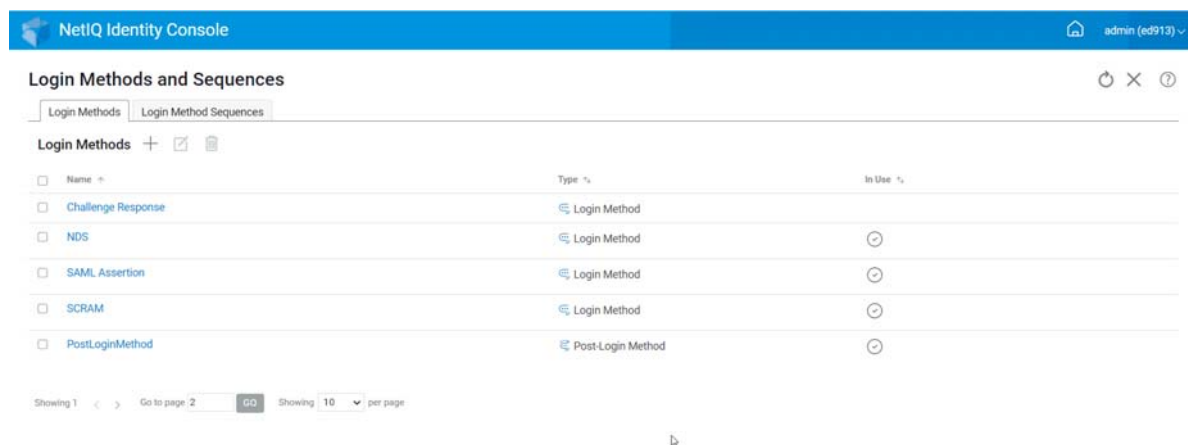 NetIQ Identity Console
admin (ed913)
Login Methods and Sequences
Login Methods Login Method Sequences
Login Methods
Name Type In Use
Challenge Response Login Method
NDS Login Method
SAML Assertion Login Method
SCRAM Login Method
PostLoginMethod Post-Login Method
Showing 1 Go to page 2 GO Showing 10 per page